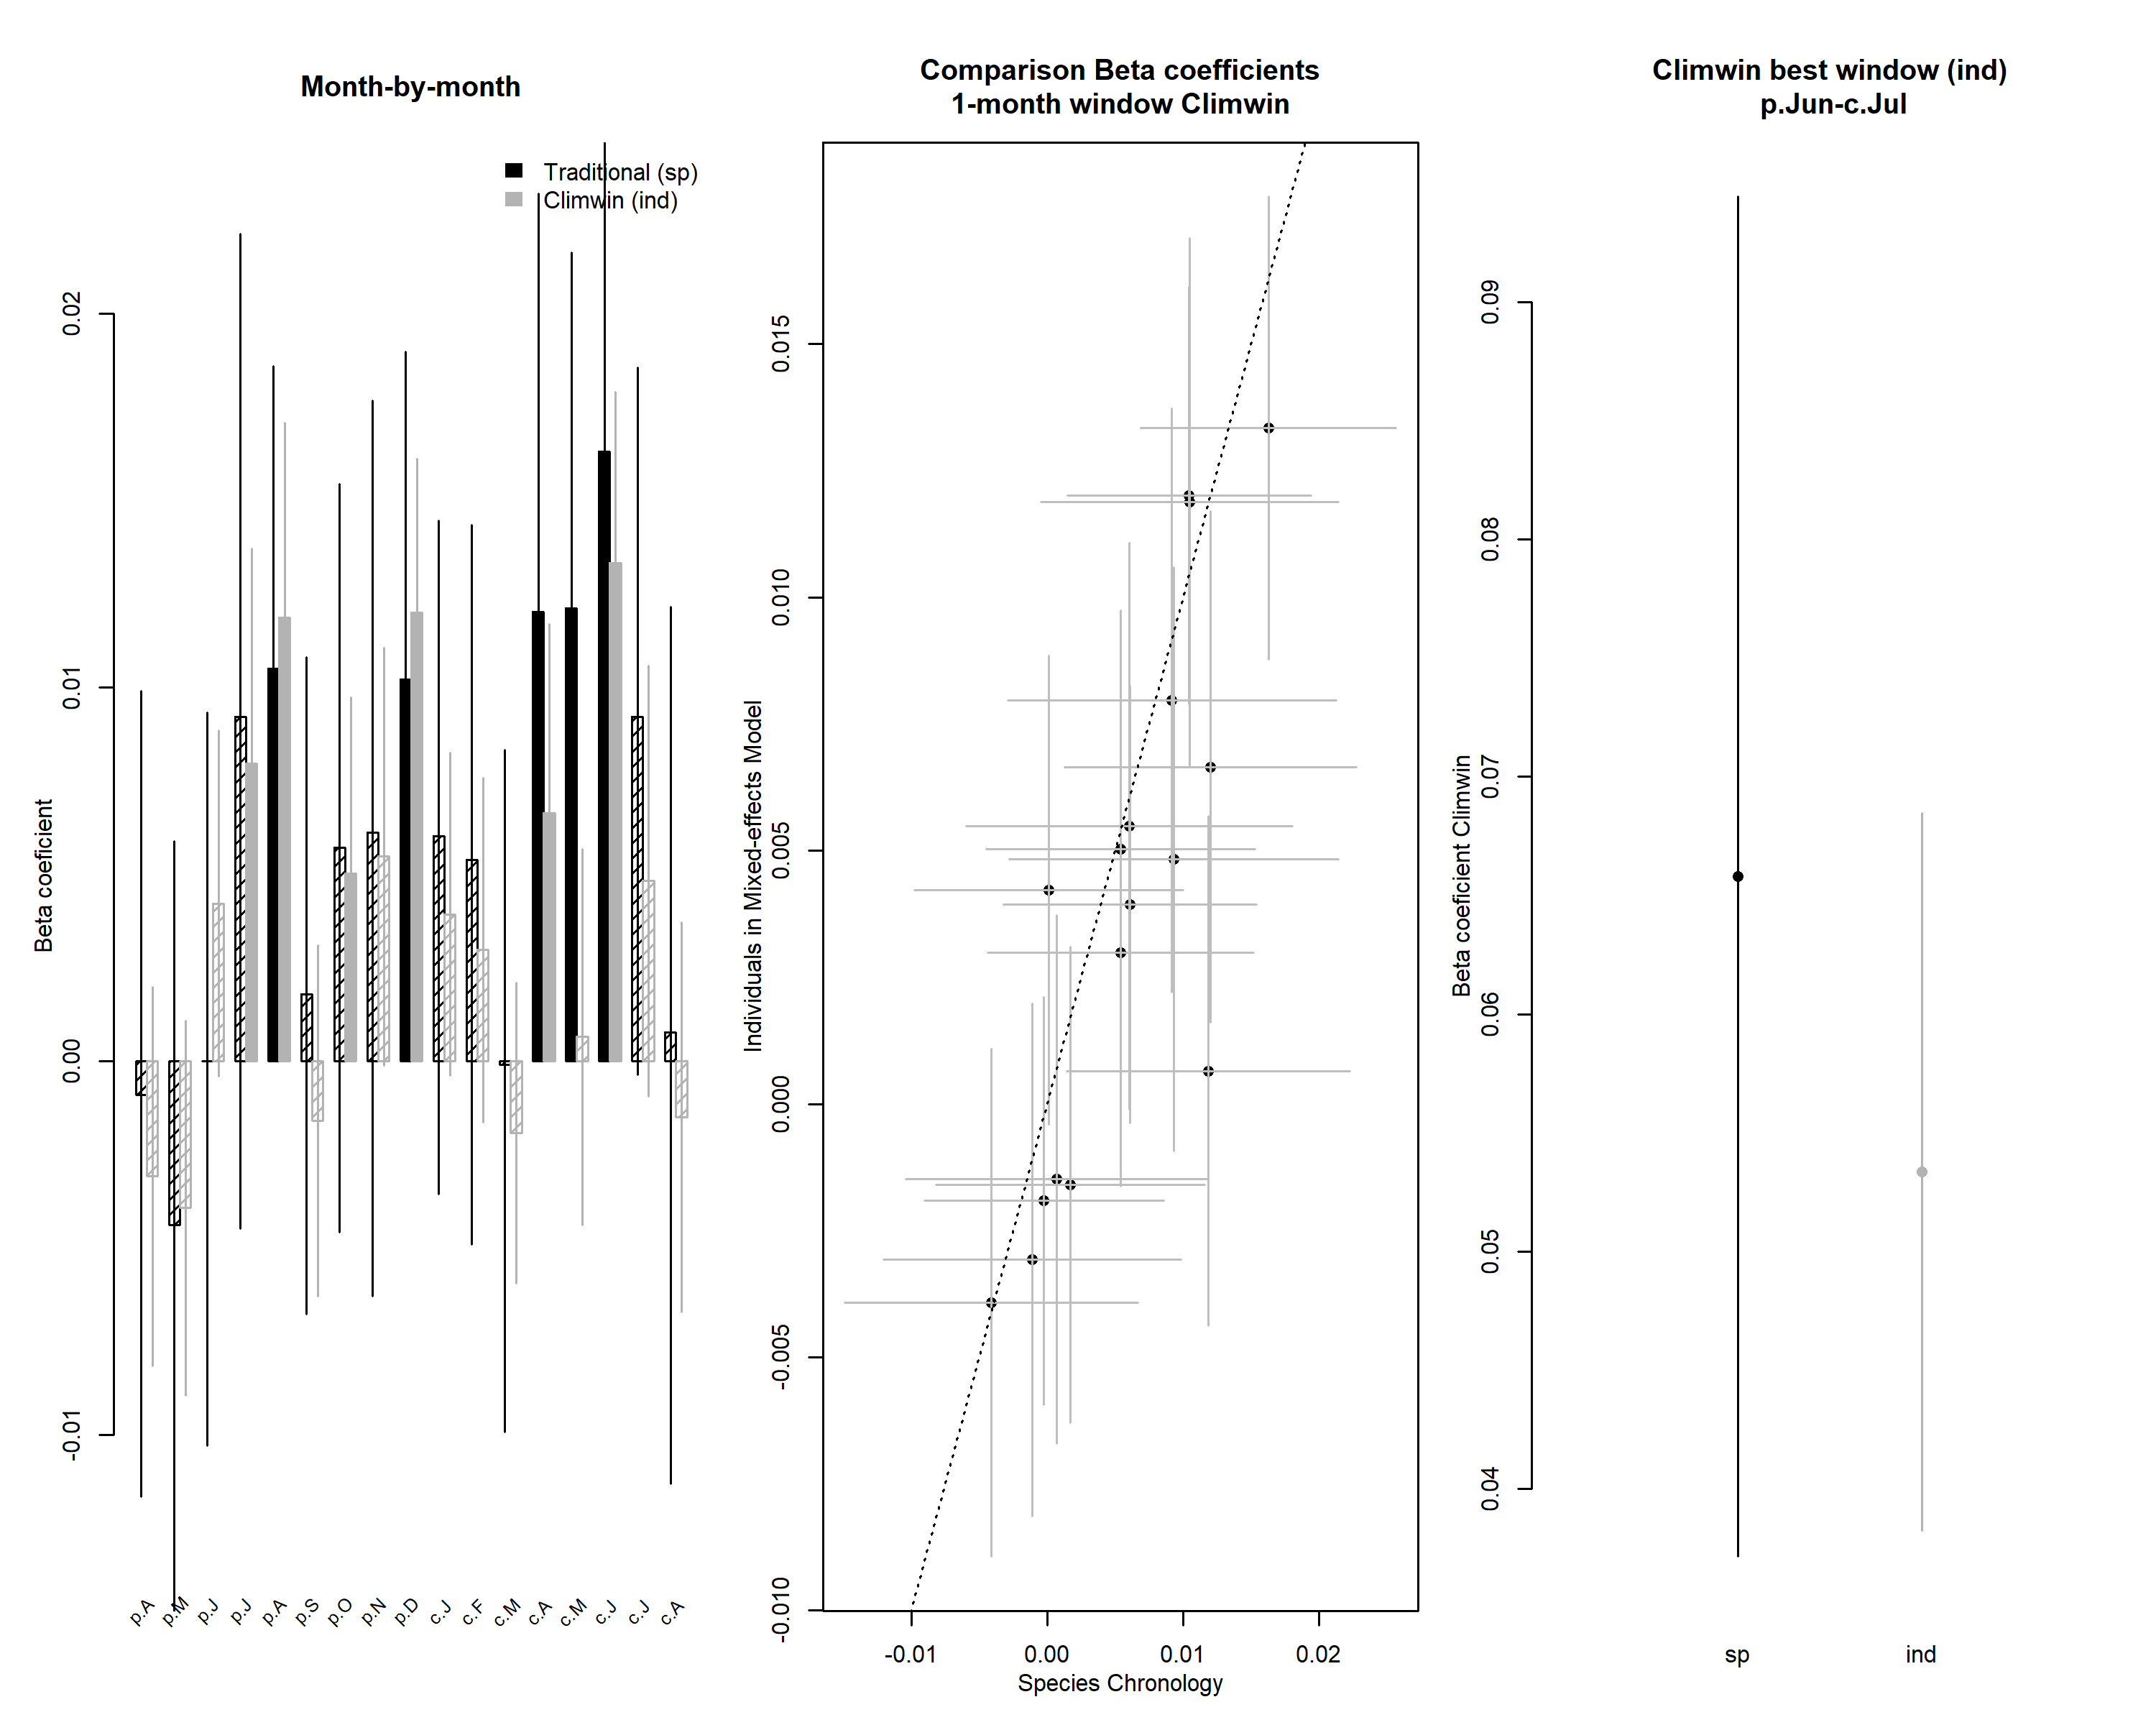 Month-by-month
Traditional (sp)
Climwin (ind)
Beta coeficient
0.02
0.01
0.00
-0.01
p.A p.M p.J p.J p.A p.S p.O p.N p.D c.J c.F c.M c.A c.M c.J c.J c.A
Comparison Beta coefficients
1-month window Climwin
Individuals in Mixed-effects Model
0.015
0.010
0.005
0.000
-0.005
-0.010
-0.01 0.00 0.01 0.02
Species Chronology
Climwin best window (ind)
p.Jun-c.Jul
Beta coeficient Climwin
0.09
0.08
0.07
0.06
0.05
0.04
sp ind